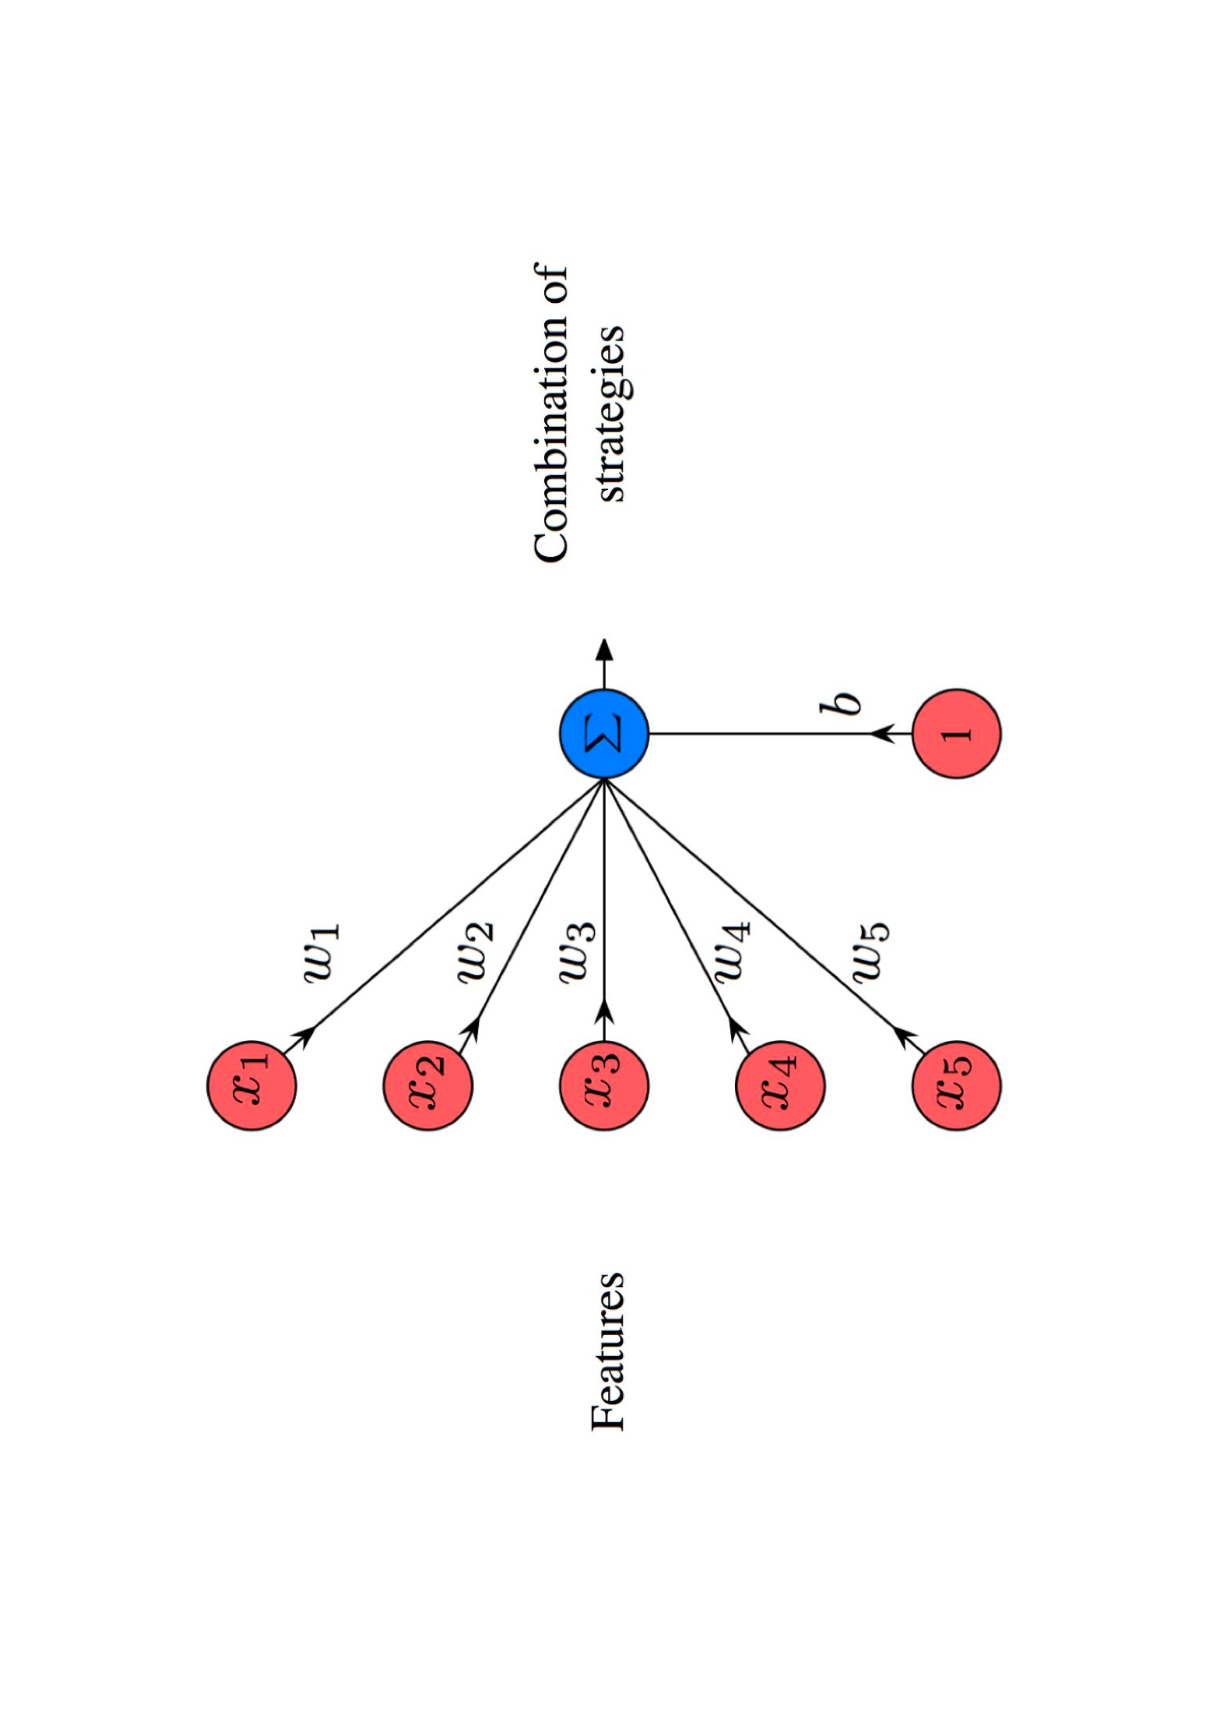 Features
x1
x2
x3
x4
x5
w1
w2
w3
w4
w5
Σ
b
1
Combination of
strategies